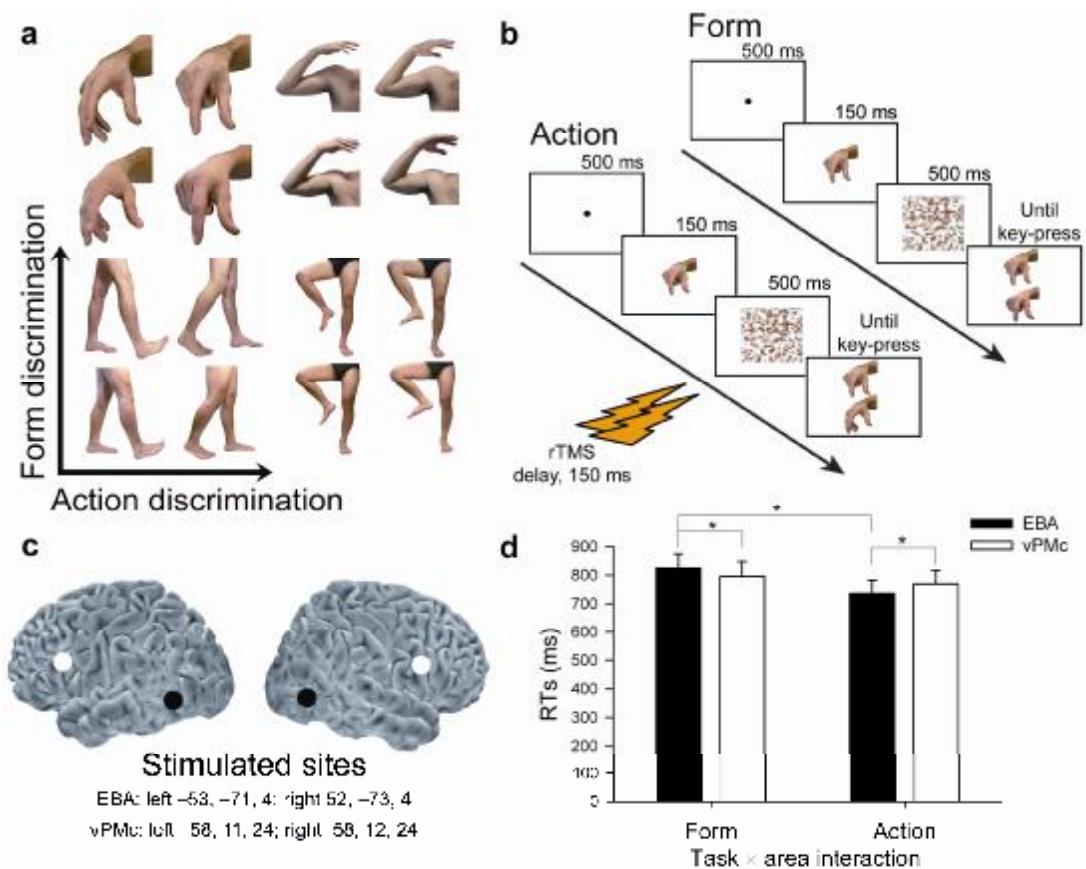 a
Form discrimination
Action discrimination
b
Form
500 ms
150 ms
500 ms
Until
key-press
Action
500 ms
150 ms
500 ms
Until
key-press
rTMS
delay, 150 ms
c
Stimulated sites
EBA: left –53, –71, 4: right 52, –73, 4
vPMc: left 58, 11, 24; right 58, 12, 24
d
EBA
vPMc
*
*
*
RTs (ms)
900
800
700
600
500
400
300
200
100
0
Form
Action
Task × area interaction